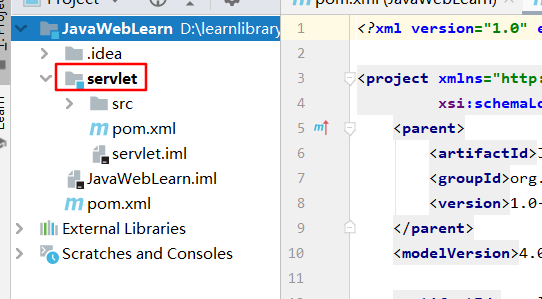 Project
pom.xml (JavaWebLearn)
JavaWebLearn D:\learnlibrary
.idea
servlet
src
pom.xml
servlet.iml
JavaWebLearn.iml
pom.xml
External Libraries
Scratches and Consoles
Learn
1 <?xml version="1.0" e
2
3 <project xmlns="http:
4 xsi:schemaLo
5 <parent>
6 <artifactId>
7 <groupId>org.
8 <version>1.0-
9 </parent>
10 <modelVersion>4.0
11